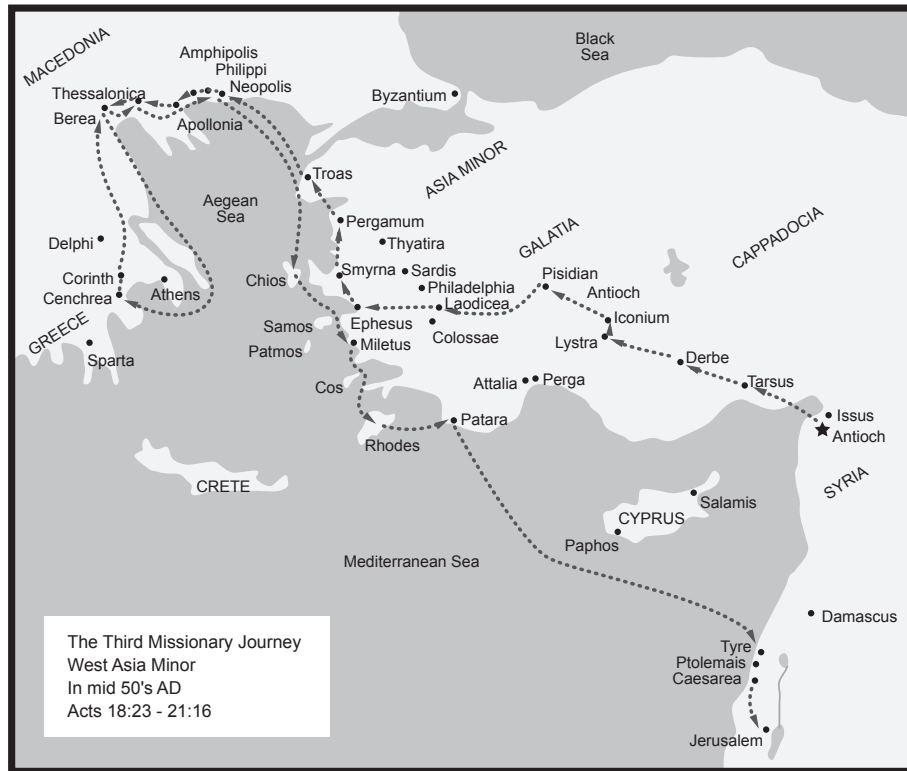 MACEDONIA
Amphipolis
Philippi
Neopolis
Thessalonica
Berea
Apollonia
Black
Sea
Byzantium
Troas
ASIA MINOR
Aegean
Sea
Pergamum
Thyatira
GALATIA
CAPPADOCIA
Delphi
Corinth
Cenchrea
Athens
Chios
Smyrna
Sardis
Philadelphia
Laodicea
Pisidian
Antioch
Iconium
Lystra
GREECE
Sparta
Samos
Patmos
Ephesus
Miletus
Colossae
Derbe
Tarsus
Cos
Attalia
Perga
Issus
Antioch
Rhodes
Patara
SYRIA
CRETE
CYPRUS
Salamis
Paphos
Mediterranean Sea
Damascus
Tyre
Ptolemais
Caesarea
Jerusalem
The Third Missionary Journey
West Asia Minor
In mid 50's AD
Acts 18:23 - 21:16